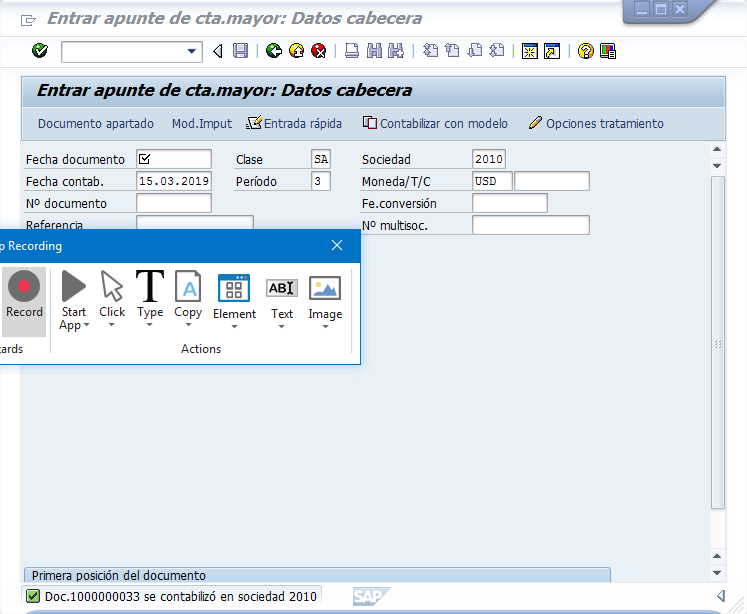 Entrar apunte de cta.mayor: Datos cabecera
Entrar apunte de cta.mayor: Datos cabecera
Documento apartado Mod.Imput Entrada rápida Contabilizar con modelo Opciones tratamiento
Fecha documento Clase SA Sociedad 2010
Fecha contab. 15.03.2019 Período 3 Moneda/T/C USD
Nº documento Fe.conversión
Referencia Nº multisoc.
p Recording
Record Start App Click Type Copy Element Text Image
ards Actions
Primera posición del documento
Doc.1000000033 se contabilizó en sociedad 2010 SAP